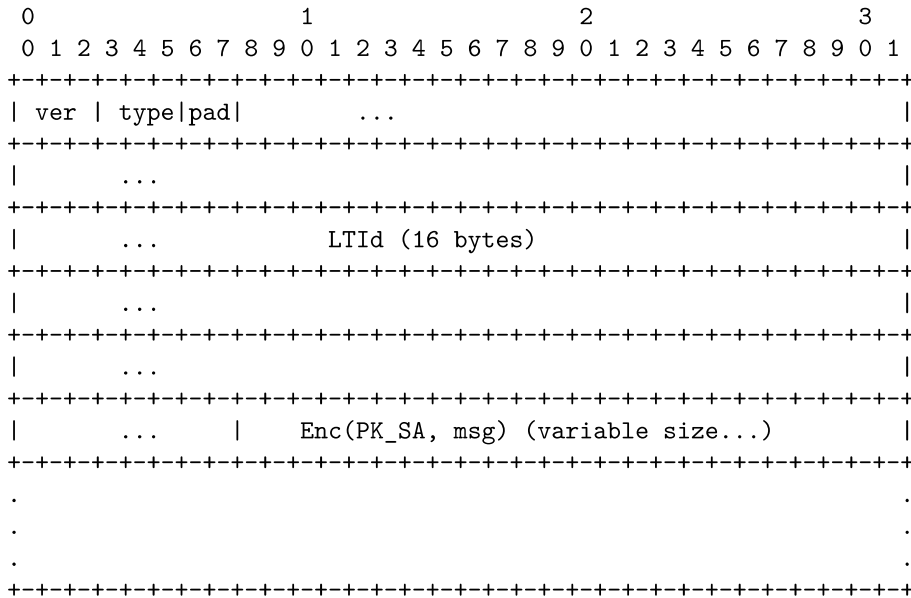 0                   1                   2                   3
 0 1 2 3 4 5 6 7 8 9 0 1 2 3 4 5 6 7 8 9 0 1 2 3 4 5 6 7 8 9 0 1
+-+-+-+-+-+-+-+-+-+-+-+-+-+-+-+-+-+-+-+-+-+-+-+-+-+-+-+-+-+-+-+-+
| ver | type|pad|        ...                                    |
+-+-+-+-+-+-+-+-+-+-+-+-+-+-+-+-+-+-+-+-+-+-+-+-+-+-+-+-+-+-+-+-+
|       ...                                                     |
+-+-+-+-+-+-+-+-+-+-+-+-+-+-+-+-+-+-+-+-+-+-+-+-+-+-+-+-+-+-+-+-+
|       ...            LTId (16 bytes)                          |
+-+-+-+-+-+-+-+-+-+-+-+-+-+-+-+-+-+-+-+-+-+-+-+-+-+-+-+-+-+-+-+-+
|       ...                                                     |
+-+-+-+-+-+-+-+-+-+-+-+-+-+-+-+-+-+-+-+-+-+-+-+-+-+-+-+-+-+-+-+-+
|       ...                                                     |
+-+-+-+-+-+-+-+-+-+-+-+-+-+-+-+-+-+-+-+-+-+-+-+-+-+-+-+-+-+-+-+-+
|       ...     |    Enc(PK_SA, msg) (variable size...)         |
+-+-+-+-+-+-+-+-+-+-+-+-+-+-+-+-+-+-+-+-+-+-+-+-+-+-+-+-+-+-+-+-+
.                                                               .
.                                                               .
.                                                               .
+-+-+-+-+-+-+-+-+-+-+-+-+-+-+-+-+-+-+-+-+-+-+-+-+-+-+-+-+-+-+-+-+